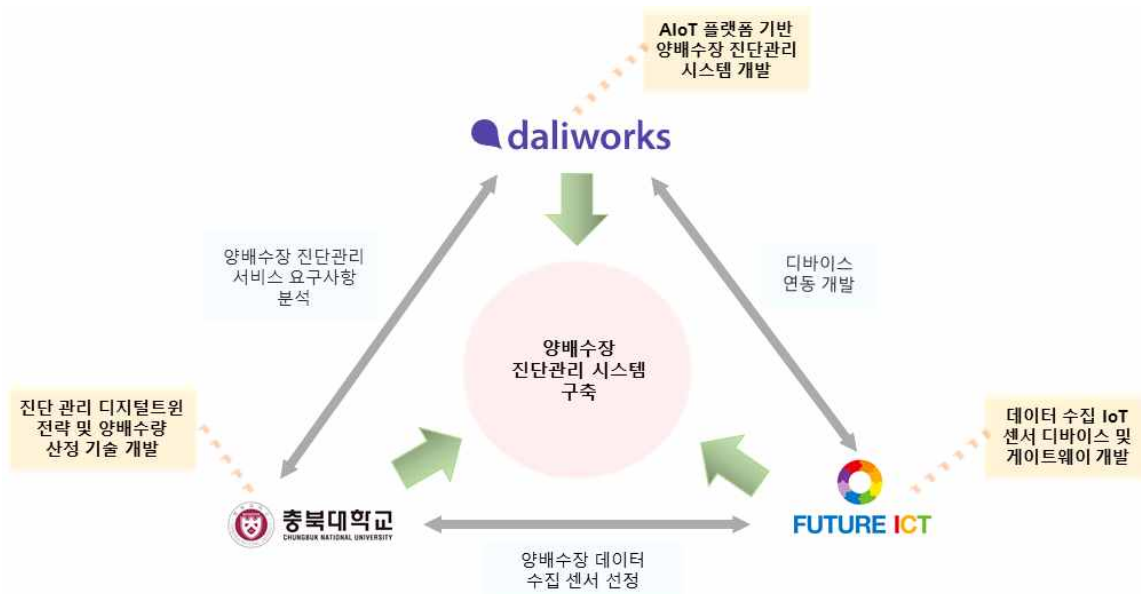 AIoT 플랫폼 기반
양배수장 진단관리
시스템 개발
daliworks
양배수장 진단관리
서비스 요구사항
분석
디바이스
연동 개발
양배수장
진단관리 시스템
구축
진단 관리 디지털트윈
전략 및 양배수량
산정 기술 개발
데이터 수집 IoT
센서 디바이스 및
게이트웨이 개발
충북대학교
CHUNGBUK NATIONAL UNIVERSITY
FUTURE ICT
양배수장 데이터
수집 센서 선정